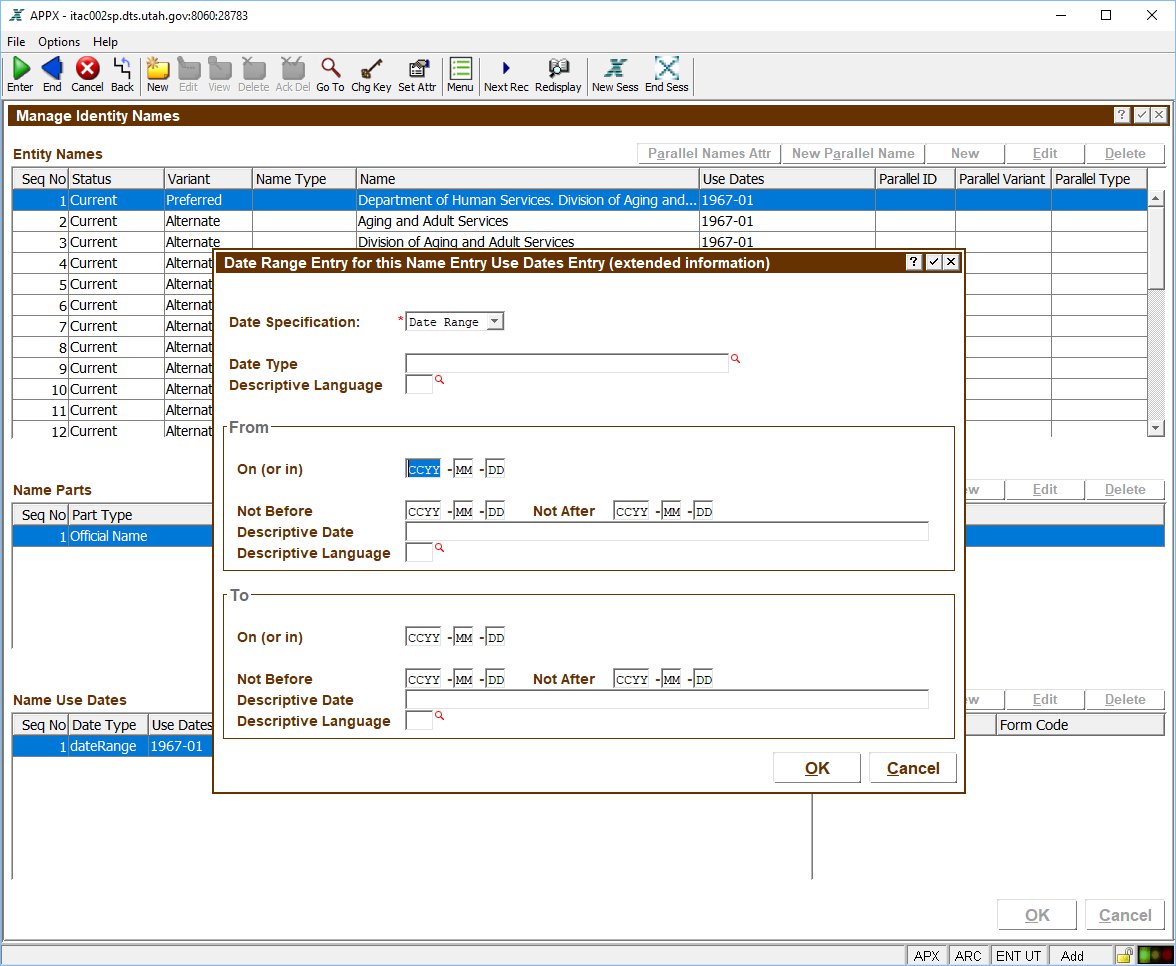 APPX - itac002sp.dts.utah.gov:8060:28783
File Options Help
Enter End Cancel Back New Edit View Delete Ack Del Go To Chg Key Set Attr Menu Next Rec Redisplay New Sess End Sess
Manage Identity Names ?
Entity Names Parallel Names Attr New Parallel Name New Edit Delete
Seq No Status Variant Name Type Name Use Dates Parallel ID Parallel Variant Parallel Type
1 Current Preferred Department of Human Services. Division of Aging and... 1967-01
2 Current Alternate Aging and Adult Services 1967-01
3 Current Alternate Division of Aging and Adult Services 1967-01
4 Current Alternat
5 Current Alternat
6 Current Alternat
7 Current Alternat
8 Current Alternat
9 Current Alternat
10 Current Alternat
11 Current Alternat
12 Current Alternat
Date Range Entry for this Name Entry Use Dates Entry (extended information) ?
Date Specification: * Date Range
Date Type
Descriptive Language
From
On (or in) CCYY - MM - DD
Not Before CCYY - MM - DD Not After CCYY - MM - DD
Descriptive Date
Descriptive Language
To
On (or in) CCYY - MM - DD
Not Before CCYY - MM - DD Not After CCYY - MM - DD
Descriptive Date
Descriptive Language
OK Cancel
Name Parts ew Edit Delete
Seq No Part Type
1 Official Name
Name Use Dates ew Edit Delete
Seq No Date Type Use Dates Form Code
1 dateRange 1967-01
OK Cancel
APX ARC ENT UT Add